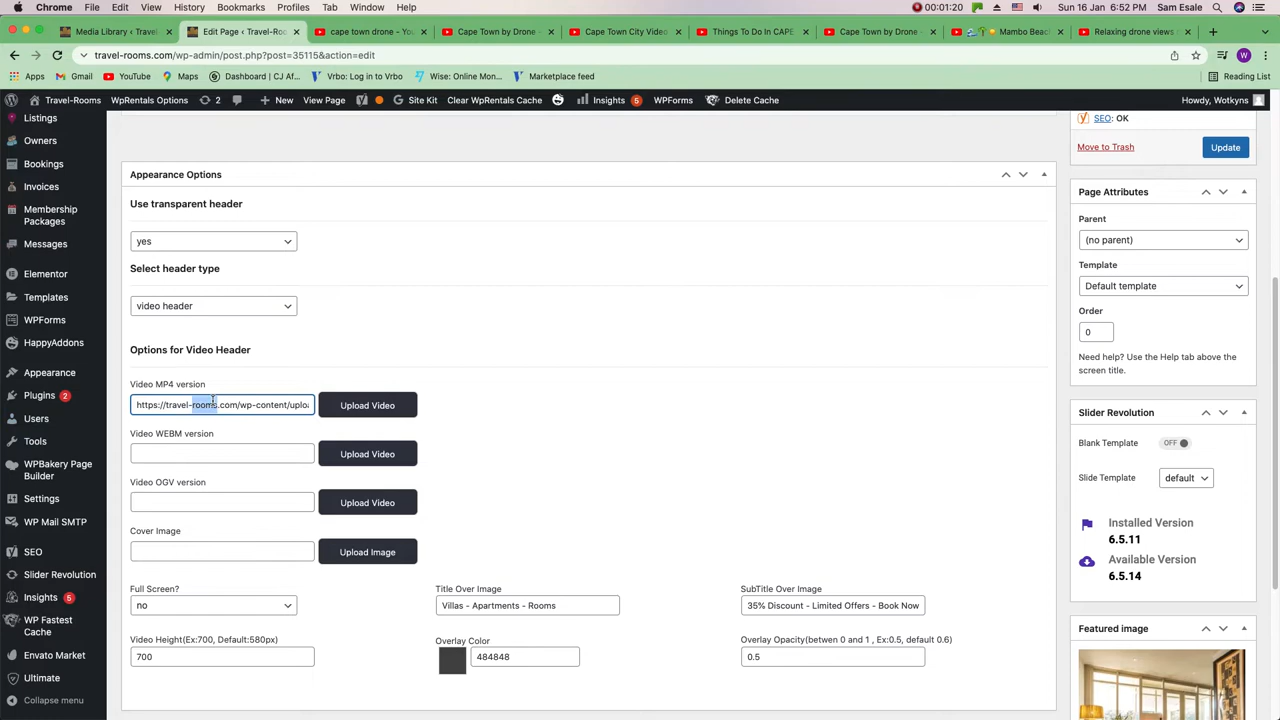 Chrome File Edit View History Bookmarks Profiles Tab Window Help 00:01:20 Sun 16 Jan 6:52 PM Sam Esale
Media Library ‹ Travel Edit Page ‹ Travel-Roo cape town drone - You Cape Town by Drone - Cape Town City Video Things To Do In CAPE Cape Town by Drone - Mambo Beac Relaxing drone views
travel-rooms.com/wp-admin/post.php?post=35115&action=edit
Apps Gmail YouTube Maps Dashboard | CJ Af... Vrbo: Log in to Vrbo Wise: Online Mon... Marketplace feed Reading List
Travel-Rooms WpRentals Options 2 New View Page Site Kit Clear WpRentals Cache Insights 5 WPForms Delete Cache Howdy, Wotkyns
Listings
Owners
Bookings
Invoices
Membership
Packages
Messages
Elementor
Templates
WPForms
HappyAddons
Appearance
Plugins 2
Users
Tools
WPBakery Page
Builder
Settings
WP Mail SMTP
SEO
Slider Revolution
Insights 5
WP Fastest
Cache
Envato Market
Ultimate
Collapse menu
Appearance Options
Use transparent header
yes
Select header type
video header
Options for Video Header
Video MP4 version
https://travel-rooms.com/wp-content/uploa
Upload Video
Video WEBM version
Upload Video
Video OGV version
Upload Video
Cover Image
Upload Image
Full Screen? Title Over Image SubTitle Over Image
no Villas - Apartments - Rooms 35% Discount - Limited Offers - Book Now
Video Height(Ex:700, Default:580px) Overlay Color Overlay Opacity(betwen 0 and 1 , Ex:0.5, default 0.6)
700 484848 0.5
SEO: OK
Move to Trash Update
Page Attributes
Parent
(no parent)
Template
Default template
Order
0
Need help? Use the Help tab above the
screen title.
Slider Revolution
Blank Template OFF
Slide Template default
Installed Version
6.5.11
Available Version
6.5.14
Featured image